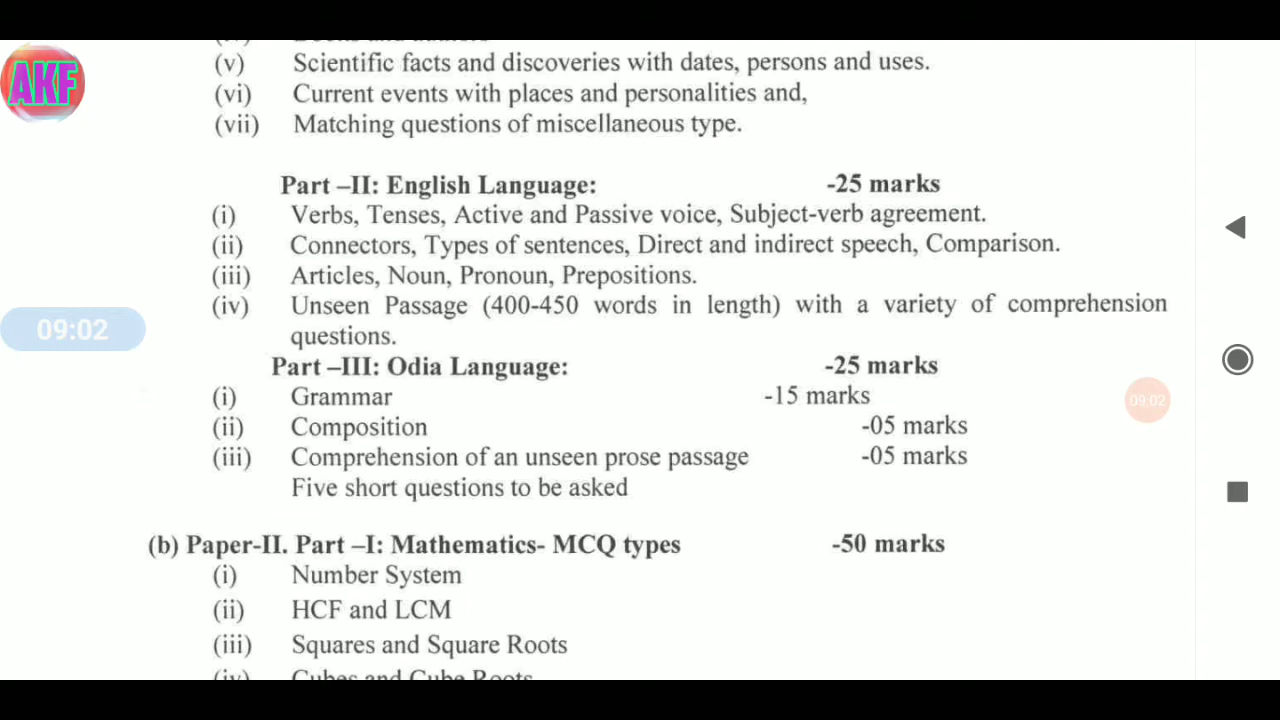 AKF
(v) Scientific facts and discoveries with dates, persons and uses.
(vi) Current events with places and personalities and,
(vii) Matching questions of miscellaneous type.
Part –II: English Language: -25 marks
(i) Verbs, Tenses, Active and Passive voice, Subject-verb agreement.
(ii) Connectors, Types of sentences, Direct and indirect speech, Comparison.
(iii) Articles, Noun, Pronoun, Prepositions.
(iv) Unseen Passage (400-450 words in length) with a variety of comprehension
questions.
09:02
Part –III: Odia Language: -25 marks
(i) Grammar -15 marks
09:02
(ii) Composition -05 marks
(iii) Comprehension of an unseen prose passage -05 marks
Five short questions to be asked
(b) Paper-II. Part –I: Mathematics- MCQ types -50 marks
(i) Number System
(ii) HCF and LCM
(iii) Squares and Square Roots
(iv) Cubes and Cube Roots